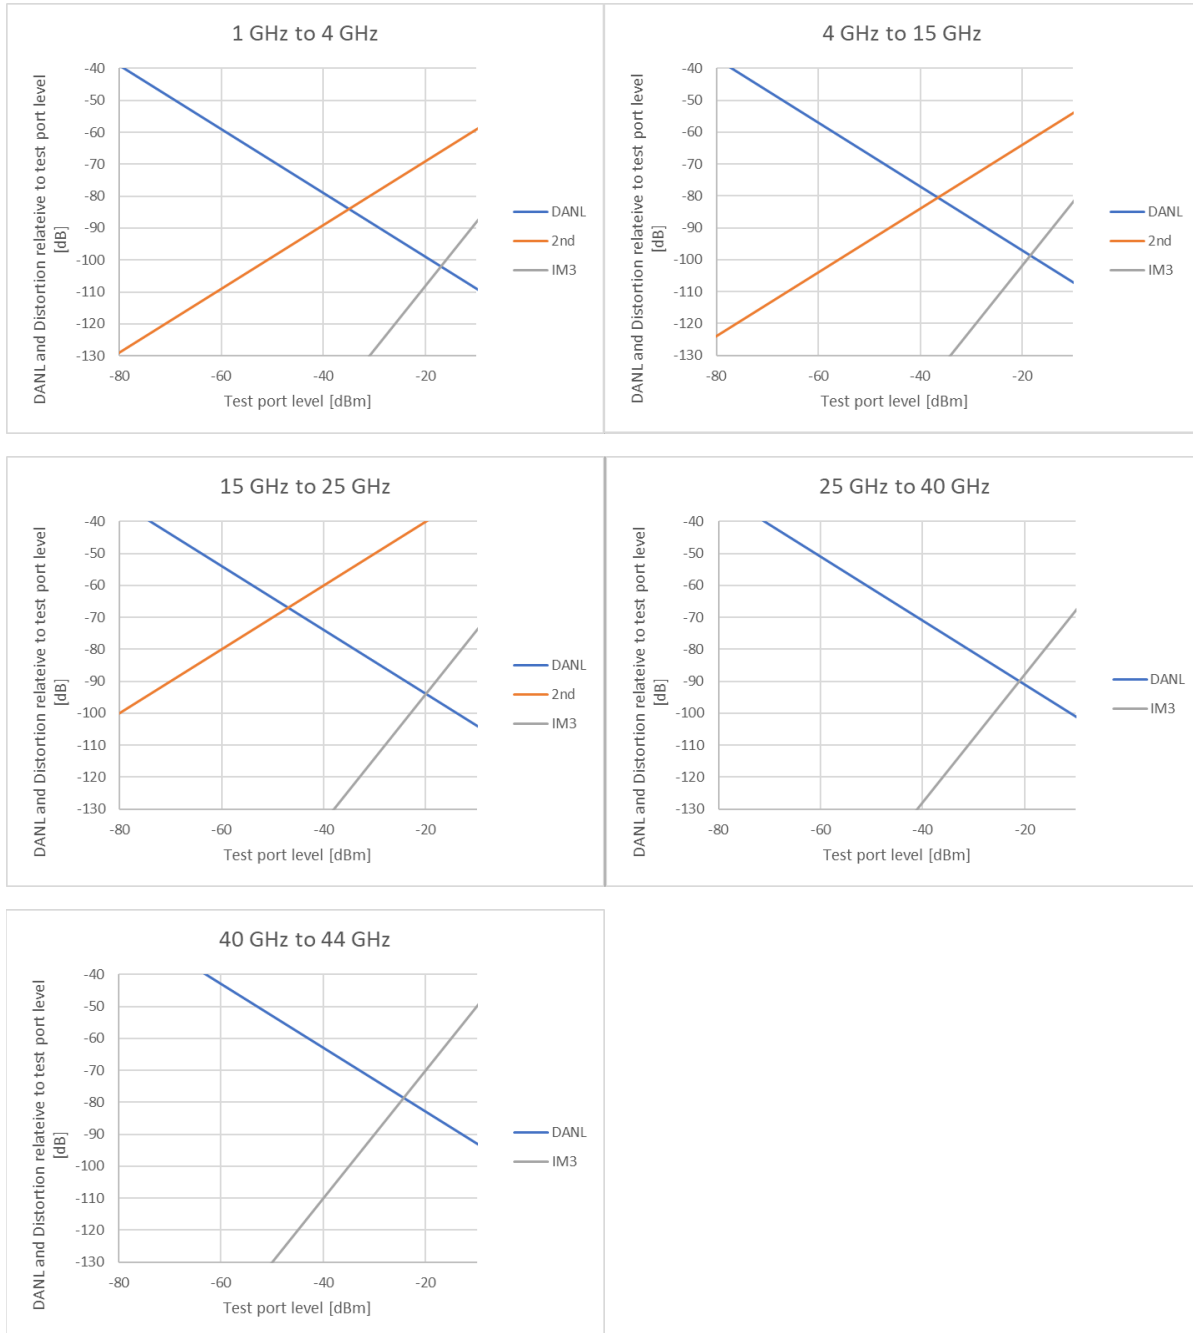 1 GHz to 4 GHz
DANL and Distortion relateive to test port level
[dB]
-40
-50
-60
-70
-80
-90
-100
-110
-120
-130
-80
-60
-40
-20
Test port level [dBm]
DANL
2nd
IM3
4 GHz to 15 GHz
DANL and Distortion relateive to test port level
[dB]
-40
-50
-60
-70
-80
-90
-100
-110
-120
-130
-80
-60
-40
-20
Test port level [dBm]
DANL
2nd
IM3
15 GHz to 25 GHz
DANL and Distortion relateive to test port level
[dB]
-40
-50
-60
-70
-80
-90
-100
-110
-120
-130
-80
-60
-40
-20
Test port level [dBm]
DANL
2nd
IM3
25 GHz to 40 GHz
DANL and Distortion relateive to test port level
[dB]
-40
-50
-60
-70
-80
-90
-100
-110
-120
-130
-80
-60
-40
-20
Test port level [dBm]
DANL
IM3
40 GHz to 44 GHz
DANL and Distortion relateive to test port level
[dB]
-40
-50
-60
-70
-80
-90
-100
-110
-120
-130
-80
-60
-40
-20
Test port level [dBm]
DANL
IM3